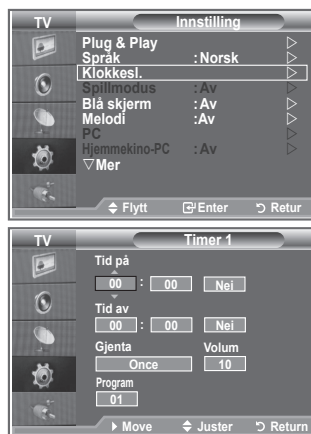 TV Innstilling
Plug & Play
Språk : Norsk
Klokkesl.
Spillmodus : Av
Blå skjerm : Av
Melodi : Av
PC
Hjemmekino-PC : Av
▽Mer
Flytt Enter Retur
TV Timer 1
Tid på
00 : 00 Nei
Tid av
00 : 00 Nei
Gjenta Volum
Once 10
Program
01
Move Juster Return